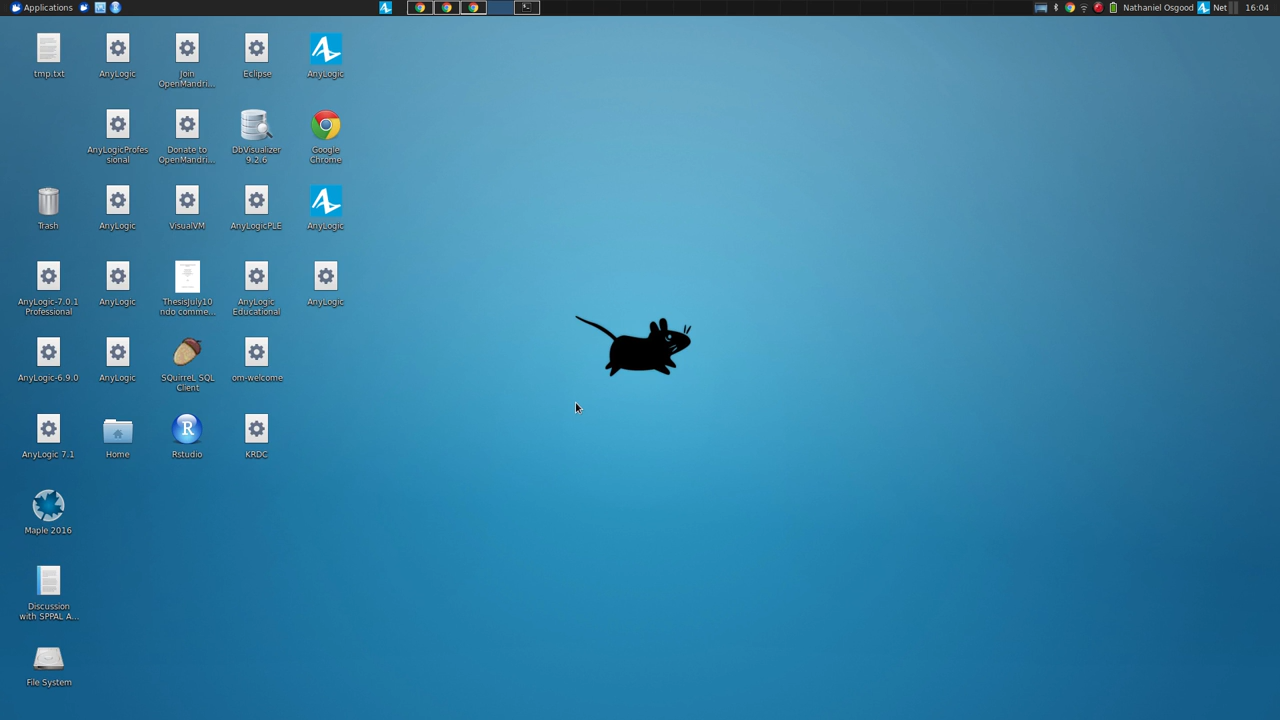 Applications
Nathaniel Osgood
Net
16:04
tmp.txt
AnyLogic
Join
OpenMandri...
Eclipse
AnyLogic
AnyLogicProfes
sional
Donate to
OpenMandri...
DbVisualizer
9.2.6
Google
Chrome
Trash
AnyLogic
VisualVM
AnyLogicPLE
AnyLogic
AnyLogic-7.0.1
Professional
AnyLogic
ThesisJuly10
ndo comme...
AnyLogic
Educational
AnyLogic
AnyLogic-6.9.0
AnyLogic
SQuirreL SQL
Client
om-welcome
AnyLogic 7.1
Home
R
Rstudio
KRDC
Maple 2016
Discussion
with SPPAL A...
File System